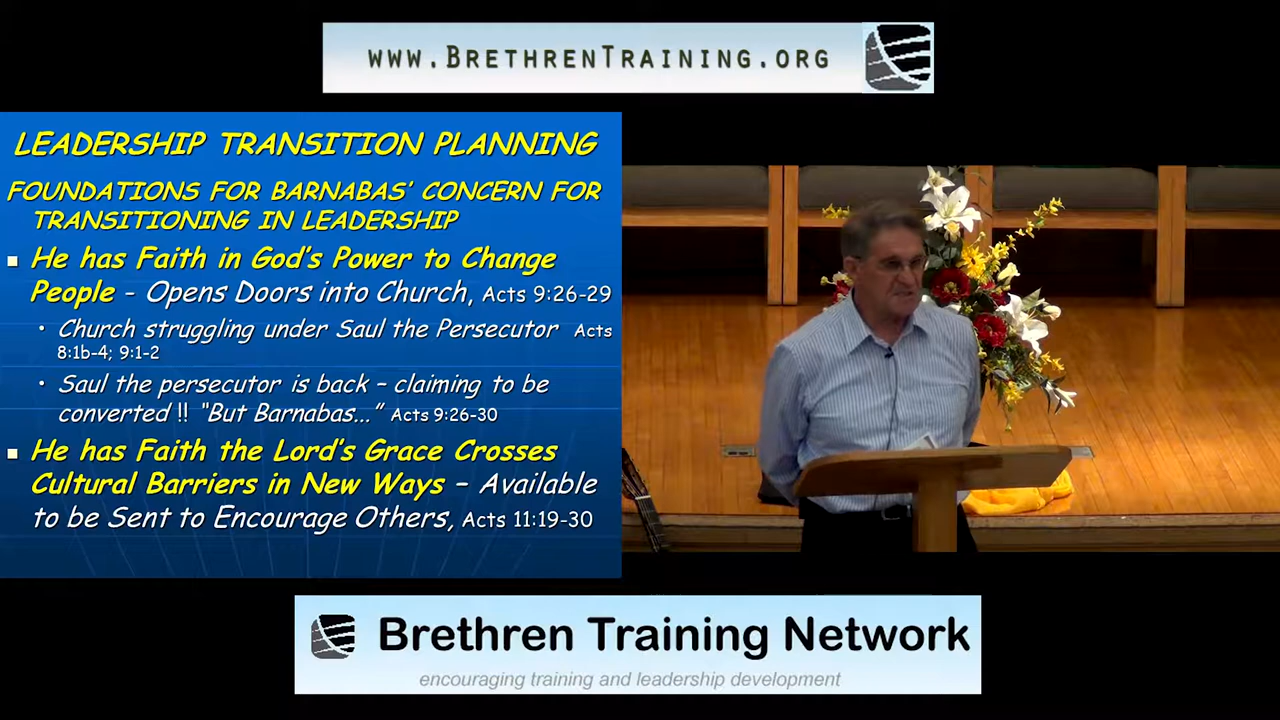 www.BrethrenTraining.org
LEADERSHIP TRANSITION PLANNING
FOUNDATIONS FOR BARNABAS' CONCERN FOR
TRANSITIONING IN LEADERSHIP
He has Faith in God's Power to Change
People - Opens Doors into Church, Acts 9:26-29
Church struggling under Saul the Persecutor Acts
8:1b-4; 9:1-2
Saul the persecutor is back – claiming to be
converted !! "But Barnabas..." Acts 9:26-30
He has Faith the Lord's Grace Crosses
Cultural Barriers in New Ways – Available
to be Sent to Encourage Others, Acts 11:19-30
Brethren Training Network
encouraging training and leadership development